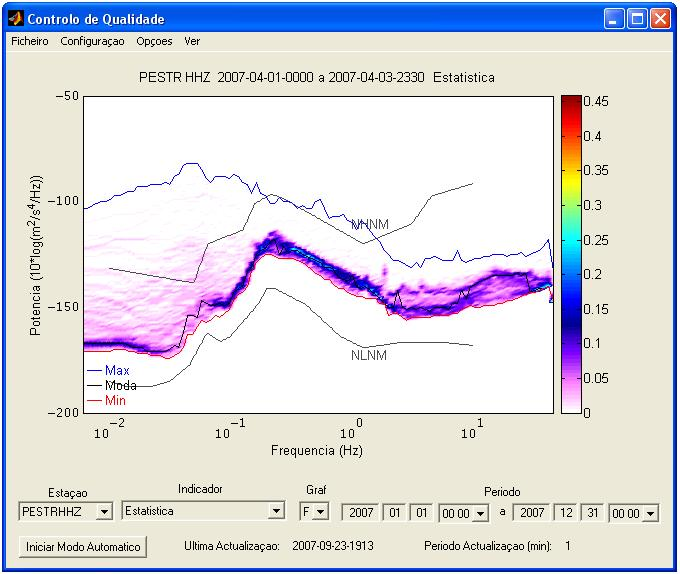 Controlo de Qualidade
Ficheiro Configuraçao Opçoes Ver
PESTR HHZ 2007-04-01-0000 a 2007-04-03-2330 Estatistica
Potencia (10*log(m²/s⁴/Hz))
−50
−100
−150
−200
NHNM
NLNM
Max
Moda
Min
10⁻² 10⁻¹ 10⁰ 10¹
Frequencia (Hz)
0.45
0.4
0.35
0.3
0.25
0.2
0.15
0.1
0.05
0
Estaçao Indicador Graf Periodo
PESTRHHZ Estatistica F 2007 01 01 00 00 a 2007 12 31 00 00
Iniciar Modo Automatico Ultima Actualizaçao: 2007-09-23-1913 Periodo Actualizaçao (min): 1